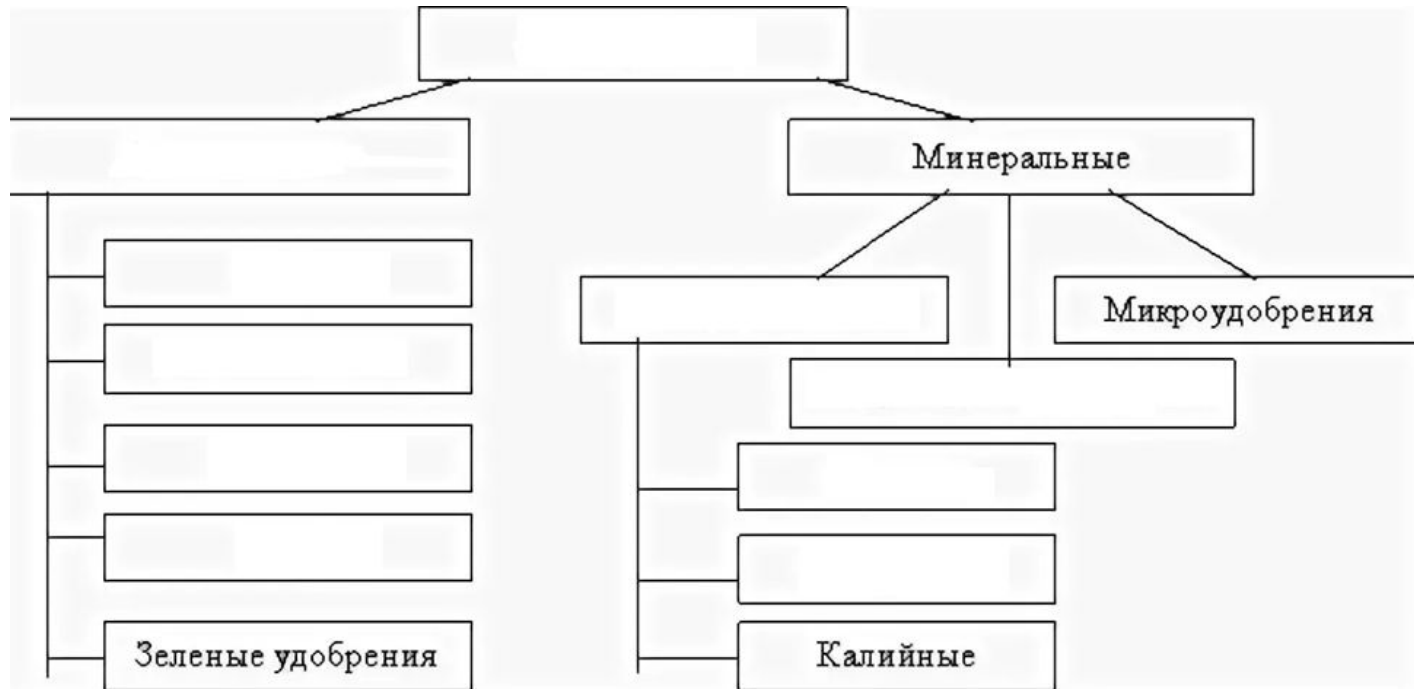 Минеральные
Микроудобрения
Зеленые удобрения
Калийные